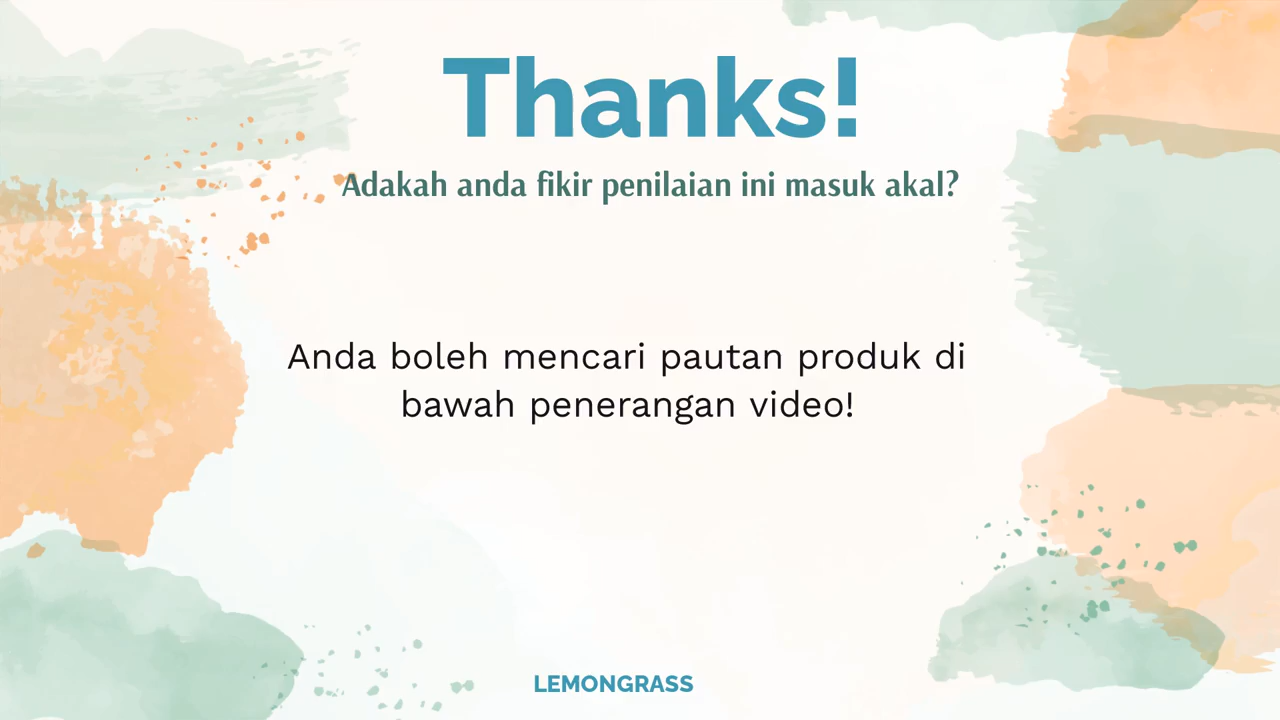 Thanks!
Adakah anda fikir penilaian ini masuk akal?
Anda boleh mencari pautan produk di
bawah penerangan video!
LEMONGRASS